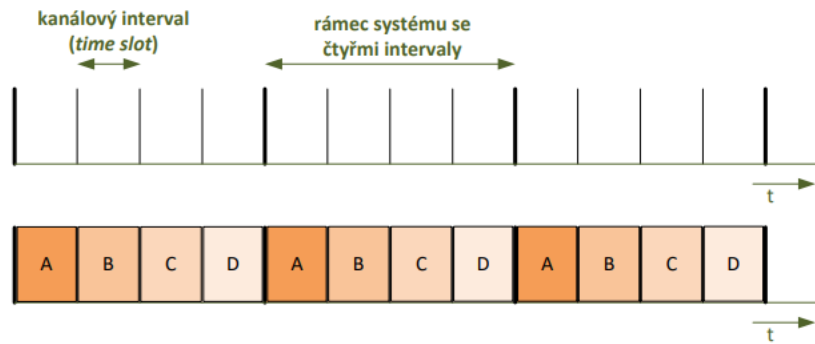 kanálový interval
(time slot)
rámec systému se
čtyřmi intervaly
t
A B C D A B C D A B C D
t